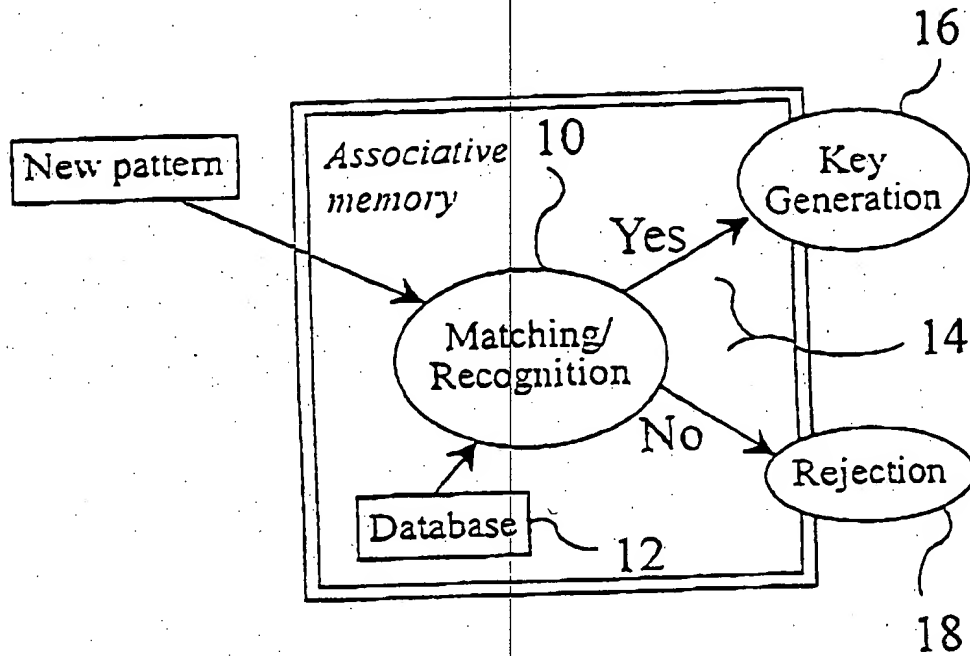 16
New pattern
Associative
memory
10
Key
Generation
Yes
Matching/
Recognition
14
No
Rejection
Database
12
18